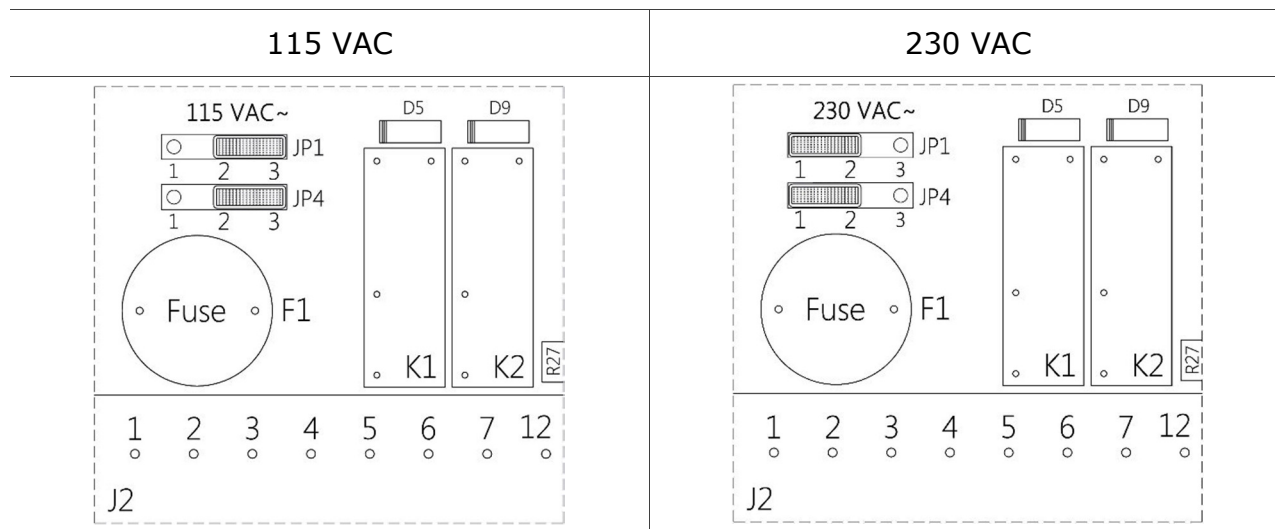 115 VAC
230 VAC
115 VAC~
D5
D9
JP1
1 2 3
JP4
1 2 3
Fuse
F1
K1
K2
R27
1 2 3 4 5 6 7 12
J2
230 VAC~
D5
D9
JP1
1 2 3
JP4
1 2 3
Fuse
F1
K1
K2
R27
1 2 3 4 5 6 7 12
J2